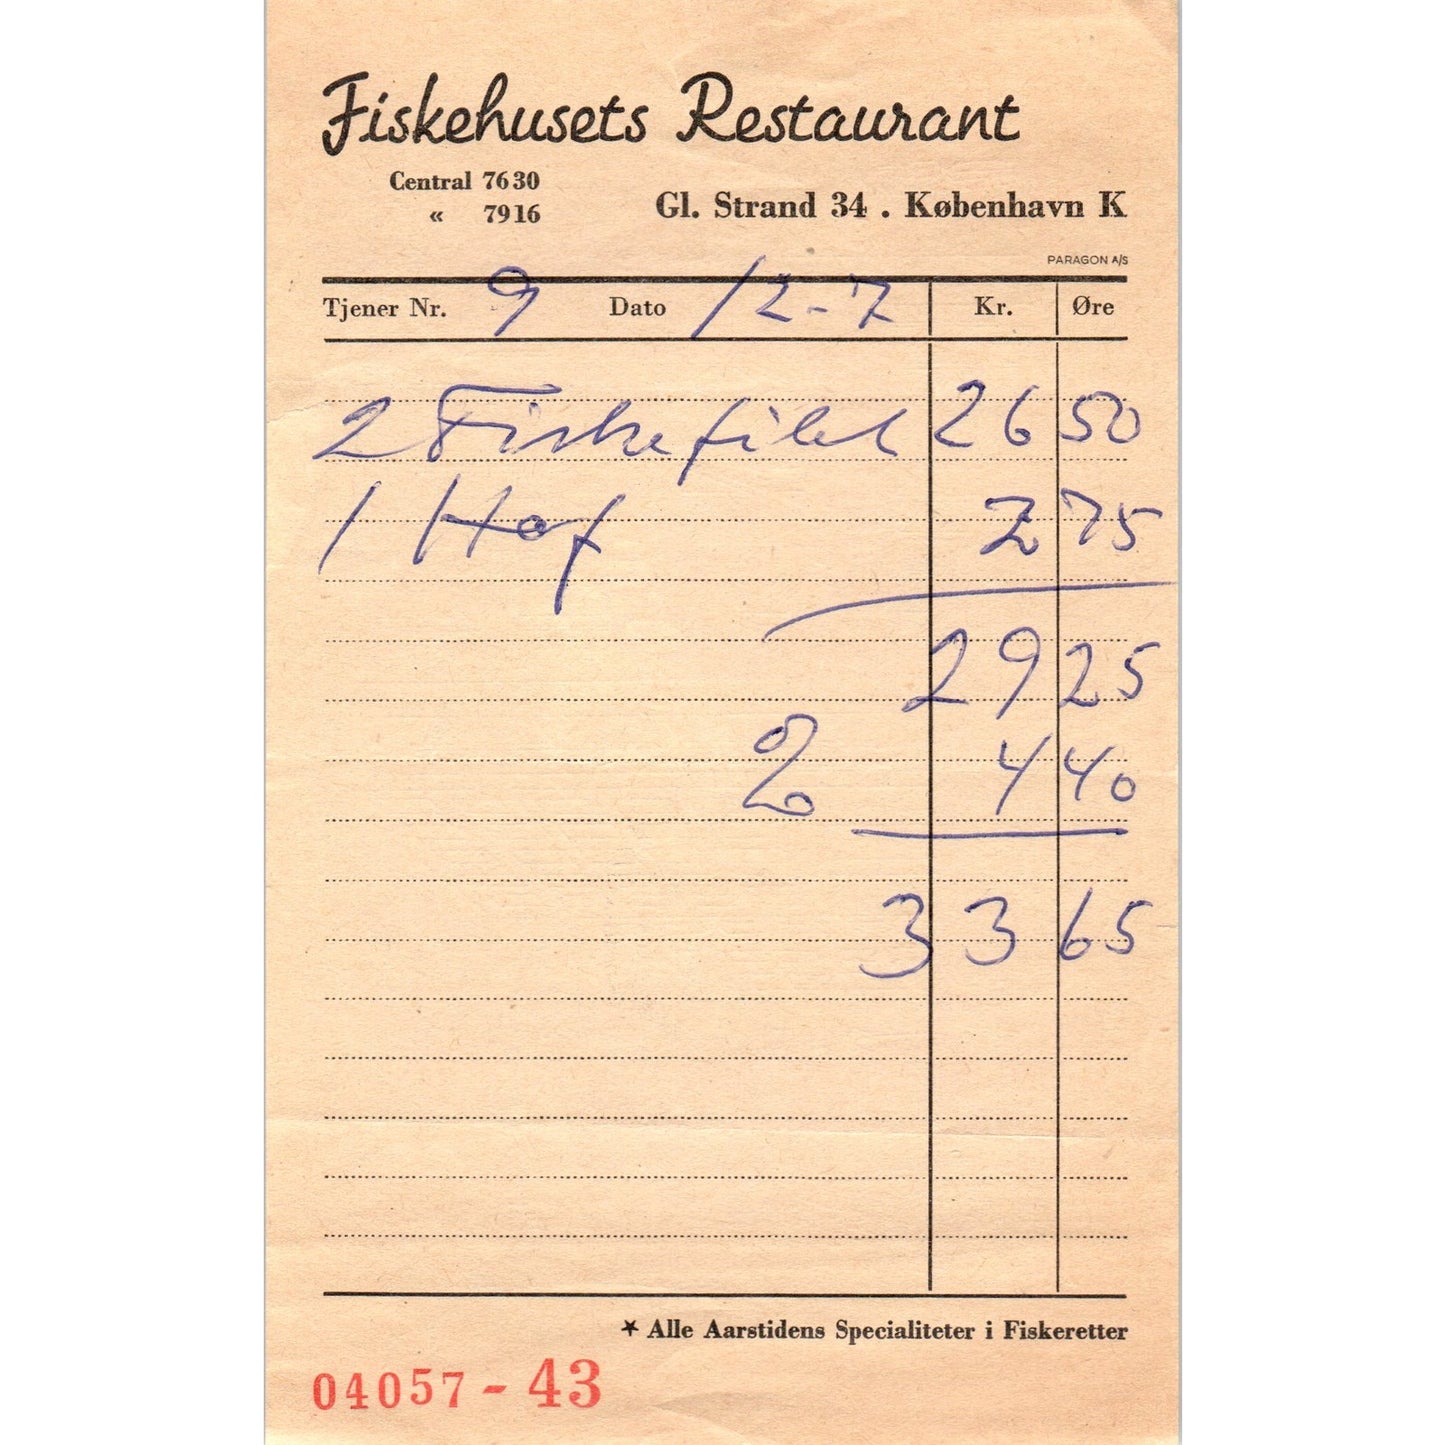 Fiskehusets Restaurant
Central 7630
« 7916
Gl. Strand 34 . København K
PARAGON A/S
Tjener Nr. 9 Dato 12-7 Kr. Øre
2 Fiskefilet 26 50
1 Hof 2 75
29 25
4 40
33 65
* Alle Aarstidens Specialiteter i Fiskeretter
04057 - 43